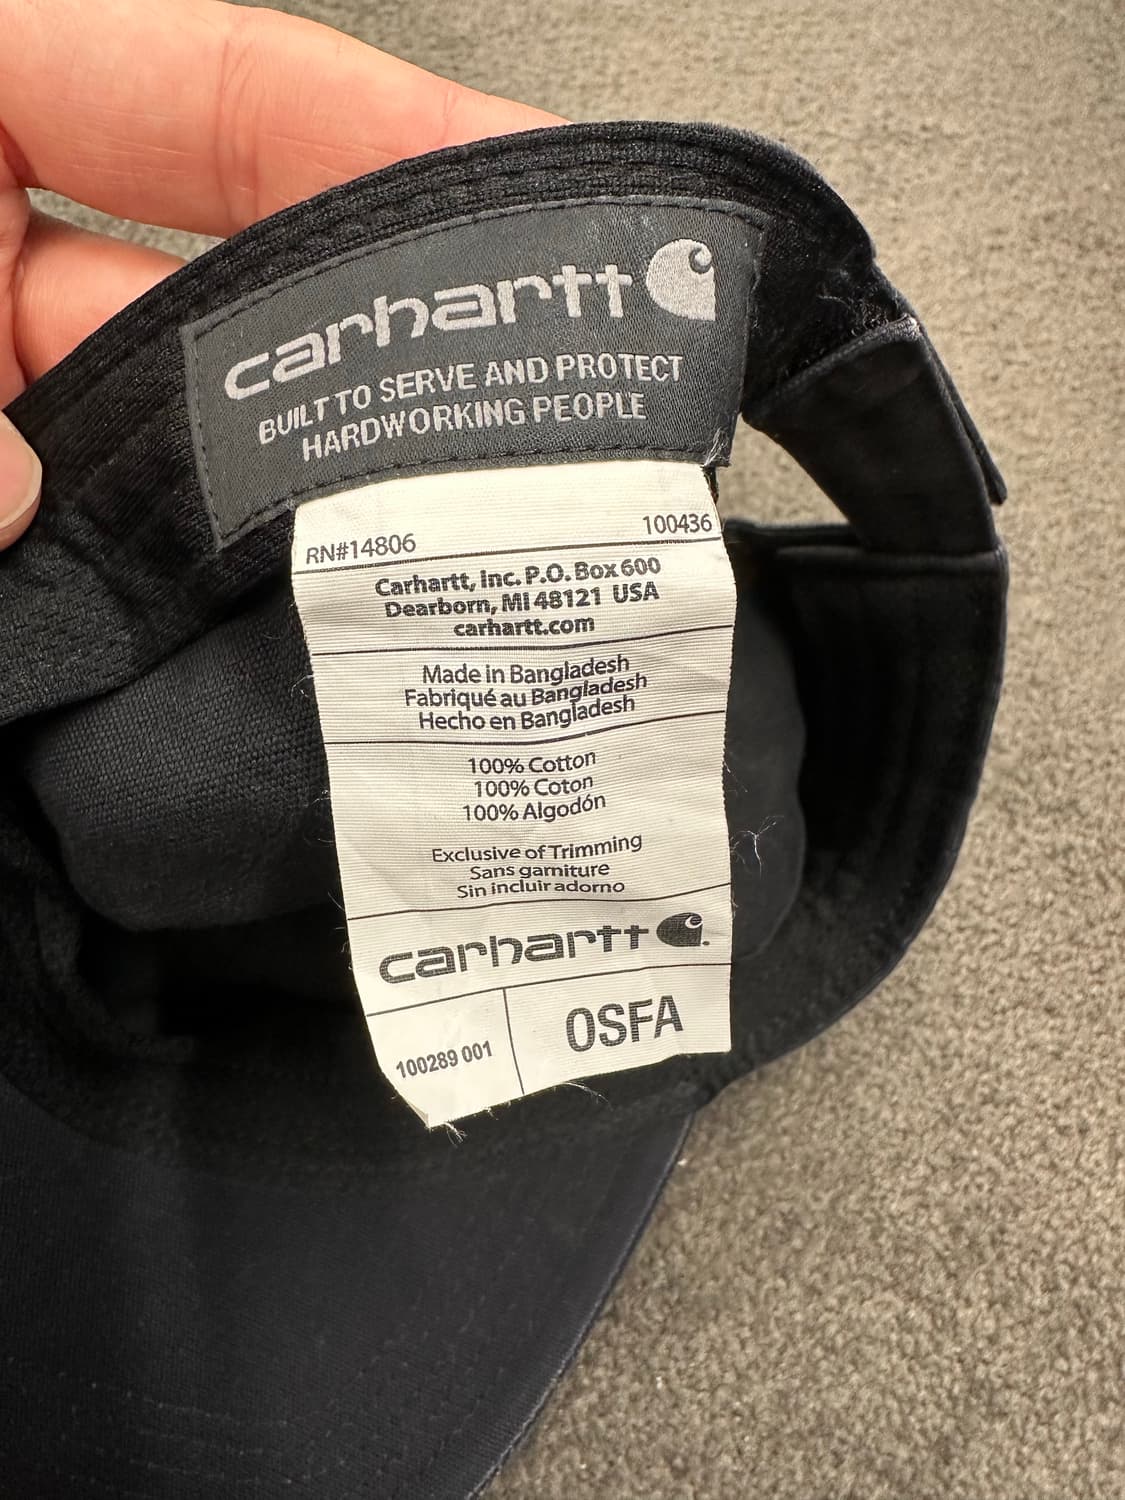 carhartt
BUILT TO SERVE AND PROTECT
HARDWORKING PEOPLE
RN#14806 100436
Carhartt, Inc. P.O. Box 600
Dearborn, MI 48121 USA
carhartt.com
Made in Bangladesh
Fabriqué au Bangladesh
Hecho en Bangladesh
100% Cotton
100% Coton
100% Algodón
Exclusive of Trimming
Sans garniture
Sin incluir adorno
carhartt
100289 001 OSFA